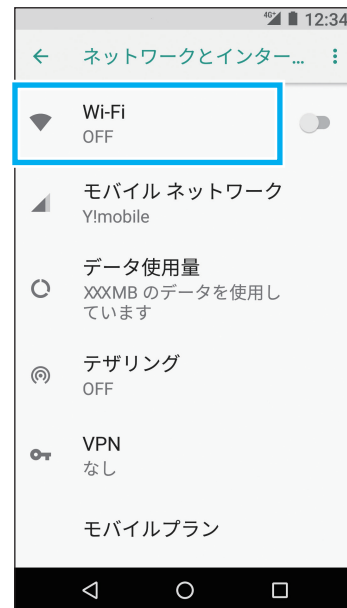 4G+ 12:34
ネットワークとインター...
Wi-Fi
OFF
モバイル ネットワーク
Y!mobile
データ使用量
XXXMB のデータを使用し
ています
テザリング
OFF
VPN
なし
モバイルプラン